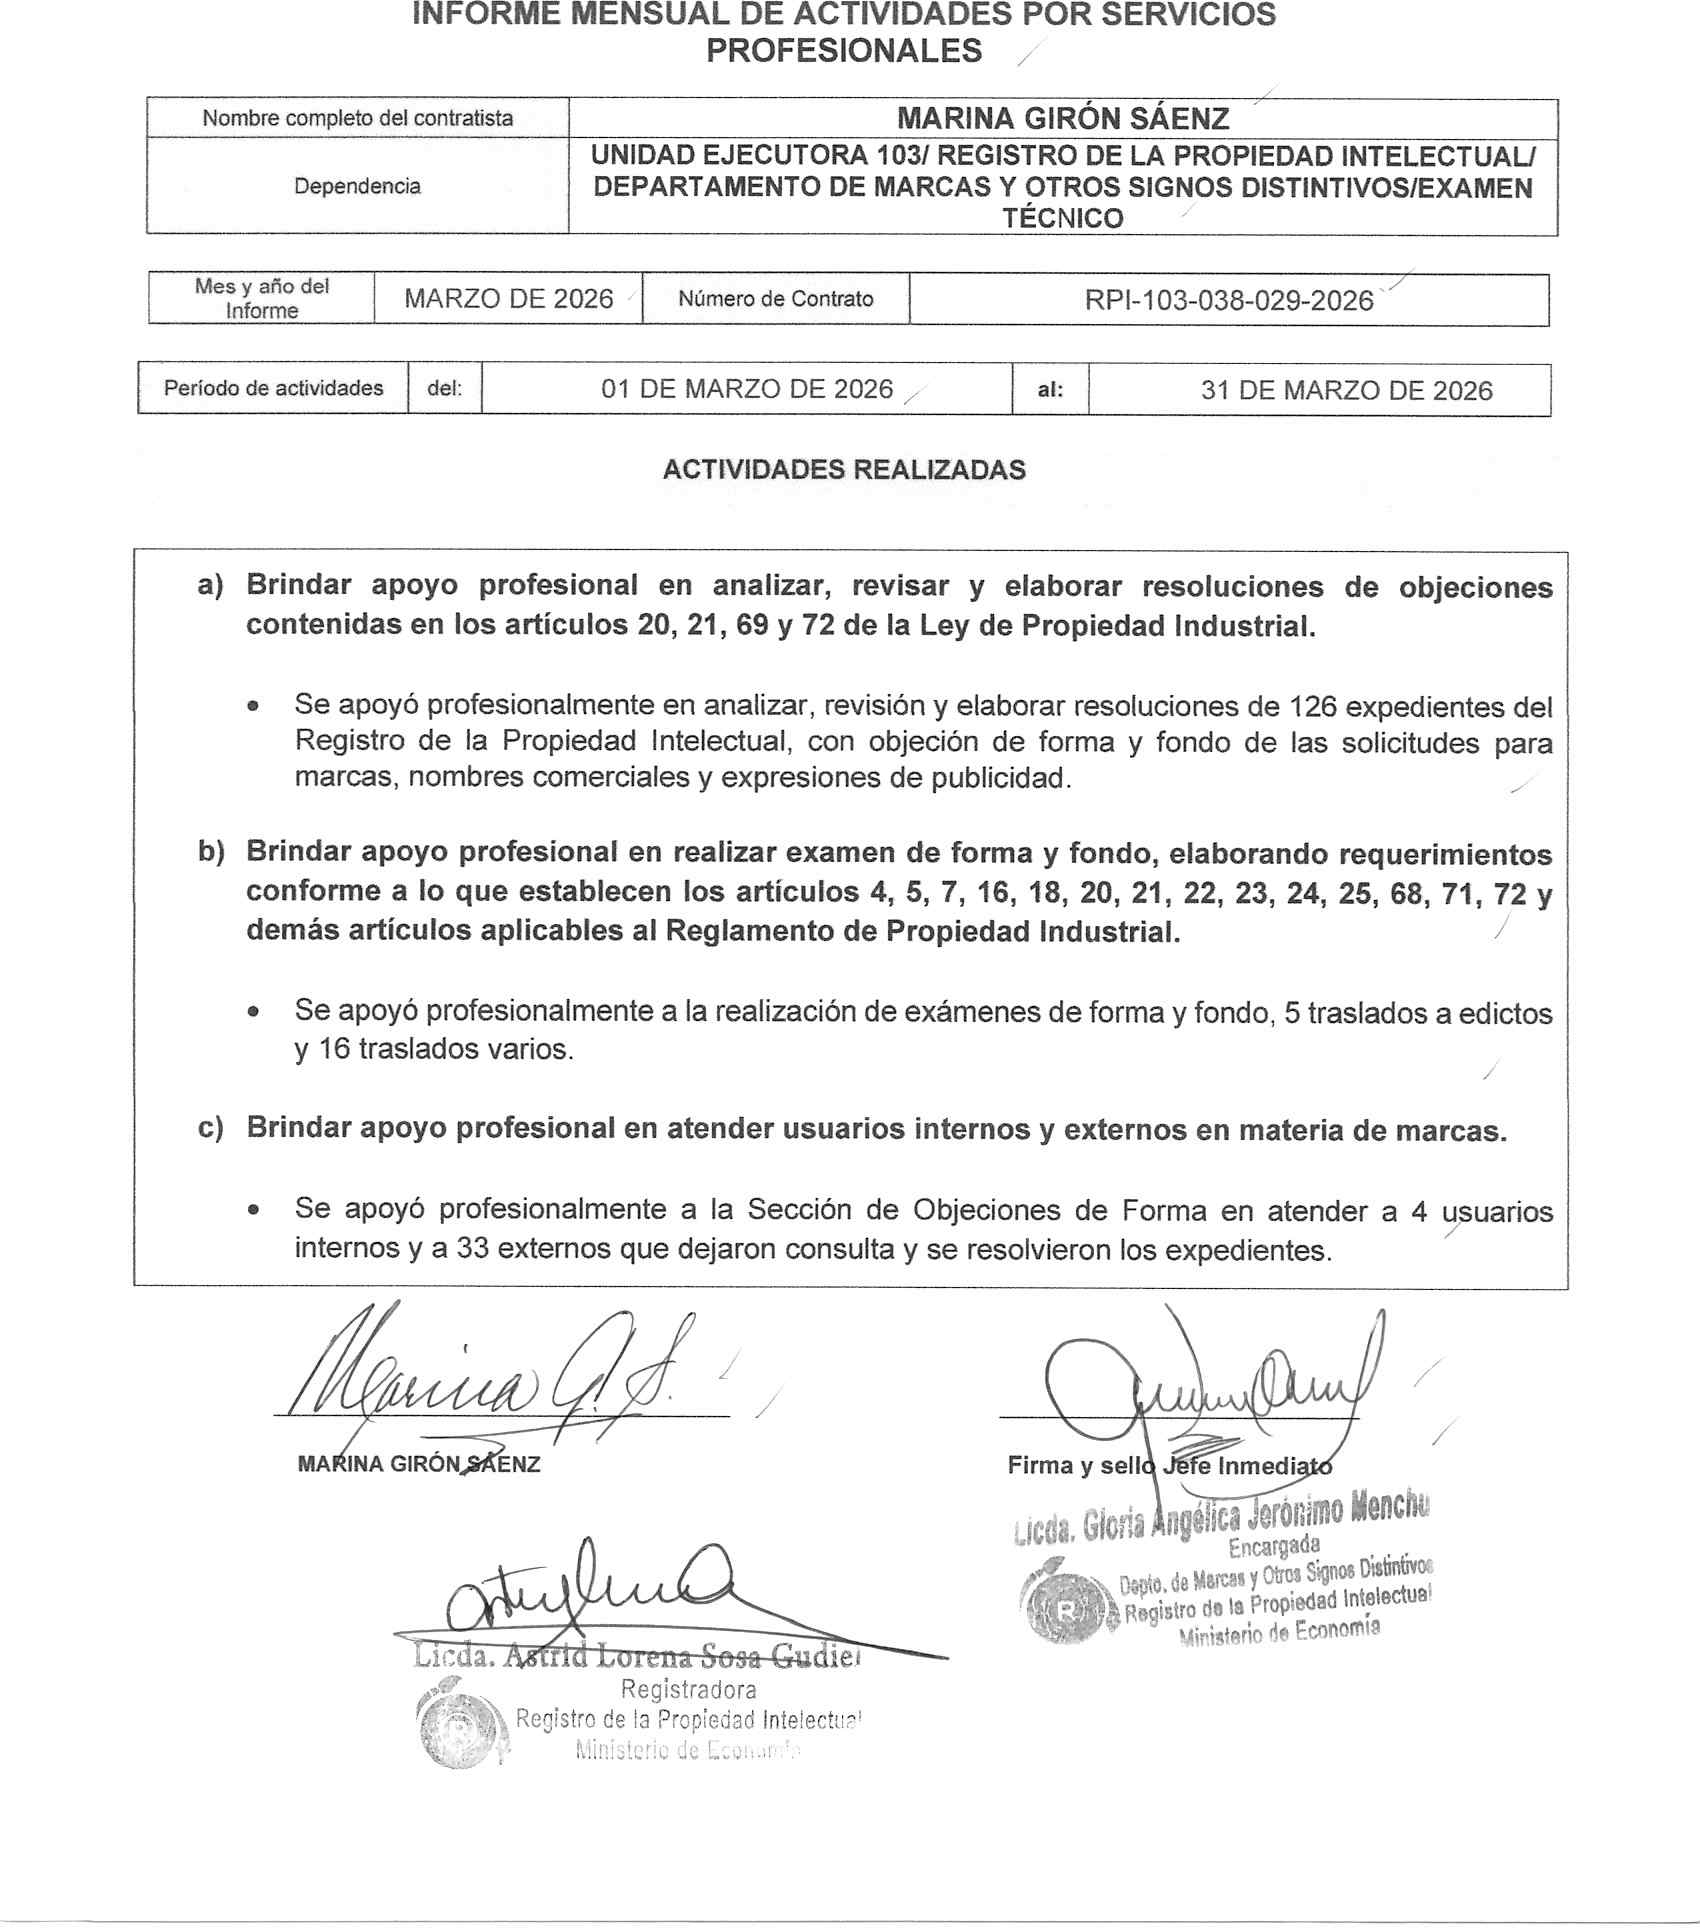 INFORME MENSUAL DE ACTIVIDADES POR SERVICIOS
PROFESIONALES
Nombre completo del contratista
MARINA GIRÓN SÁENZ
Dependencia
UNIDAD EJECUTORA 103/ REGISTRO DE LA PROPIEDAD INTELECTUAL/
DEPARTAMENTO DE MARCAS Y OTROS SIGNOS DISTINTIVOS/EXAMEN
TÉCNICO
Mes y año del
Informe
MARZO DE 2026
Número de Contrato
RPI-103-038-029-2026
Período de actividades
del:
01 DE MARZO DE 2026
al:
31 DE MARZO DE 2026
ACTIVIDADES REALIZADAS
a) Brindar apoyo profesional en analizar, revisar y elaborar resoluciones de objeciones
contenidas en los artículos 20, 21, 69 y 72 de la Ley de Propiedad Industrial.
• Se apoyó profesionalmente en analizar, revisión y elaborar resoluciones de 126 expedientes del
Registro de la Propiedad Intelectual, con objeción de forma y fondo de las solicitudes para
marcas, nombres comerciales y expresiones de publicidad.
b) Brindar apoyo profesional en realizar examen de forma y fondo, elaborando requerimientos
conforme a lo que establecen los artículos 4, 5, 7, 16, 18, 20, 21, 22, 23, 24, 25, 68, 71, 72 y
demás artículos aplicables al Reglamento de Propiedad Industrial.
• Se apoyó profesionalmente a la realización de exámenes de forma y fondo, 5 traslados a edictos
y 16 traslados varios.
c) Brindar apoyo profesional en atender usuarios internos y externos en materia de marcas.
• Se apoyó profesionalmente a la Sección de Objeciones de Forma en atender a 4 usuarios
internos y a 33 externos que dejaron consulta y se resolvieron los expedientes.
Marina G. S.
MARINA GIRÓN SÁENZ
Firma y sello Jefe Inmediato
Licda. Gloria Angélica Jerónimo Menchu
Encargada
Depto. de Marcas y Otros Signos Distintivos
Registro de la Propiedad Intelectual
Ministerio de Economía
R
Licda. Astrid Lorena Sosa Gudiel
Registradora
Registro de la Propiedad Intelectual
Ministerio de Economía
R